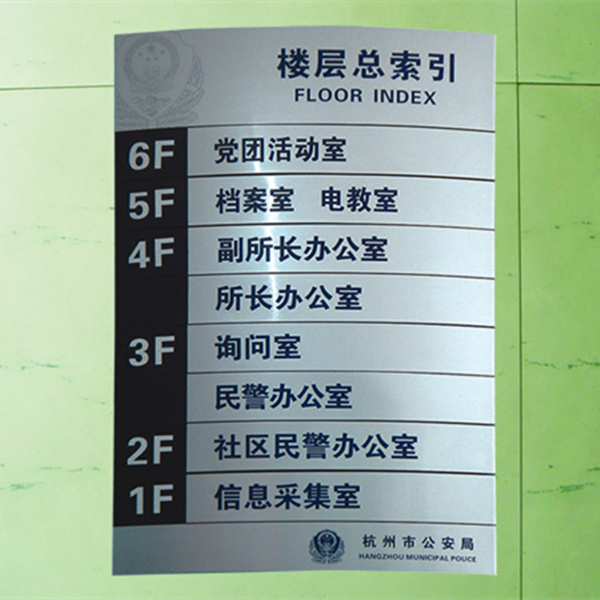 楼层总索引
FLOOR INDEX
6F 党团活动室
5F 档案室 电教室
4F 副所长办公室
所长办公室
3F 询问室
民警办公室
2F 社区民警办公室
1F 信息采集室
杭州市公安局
HANGZHOU MUNICIPAL POUCE